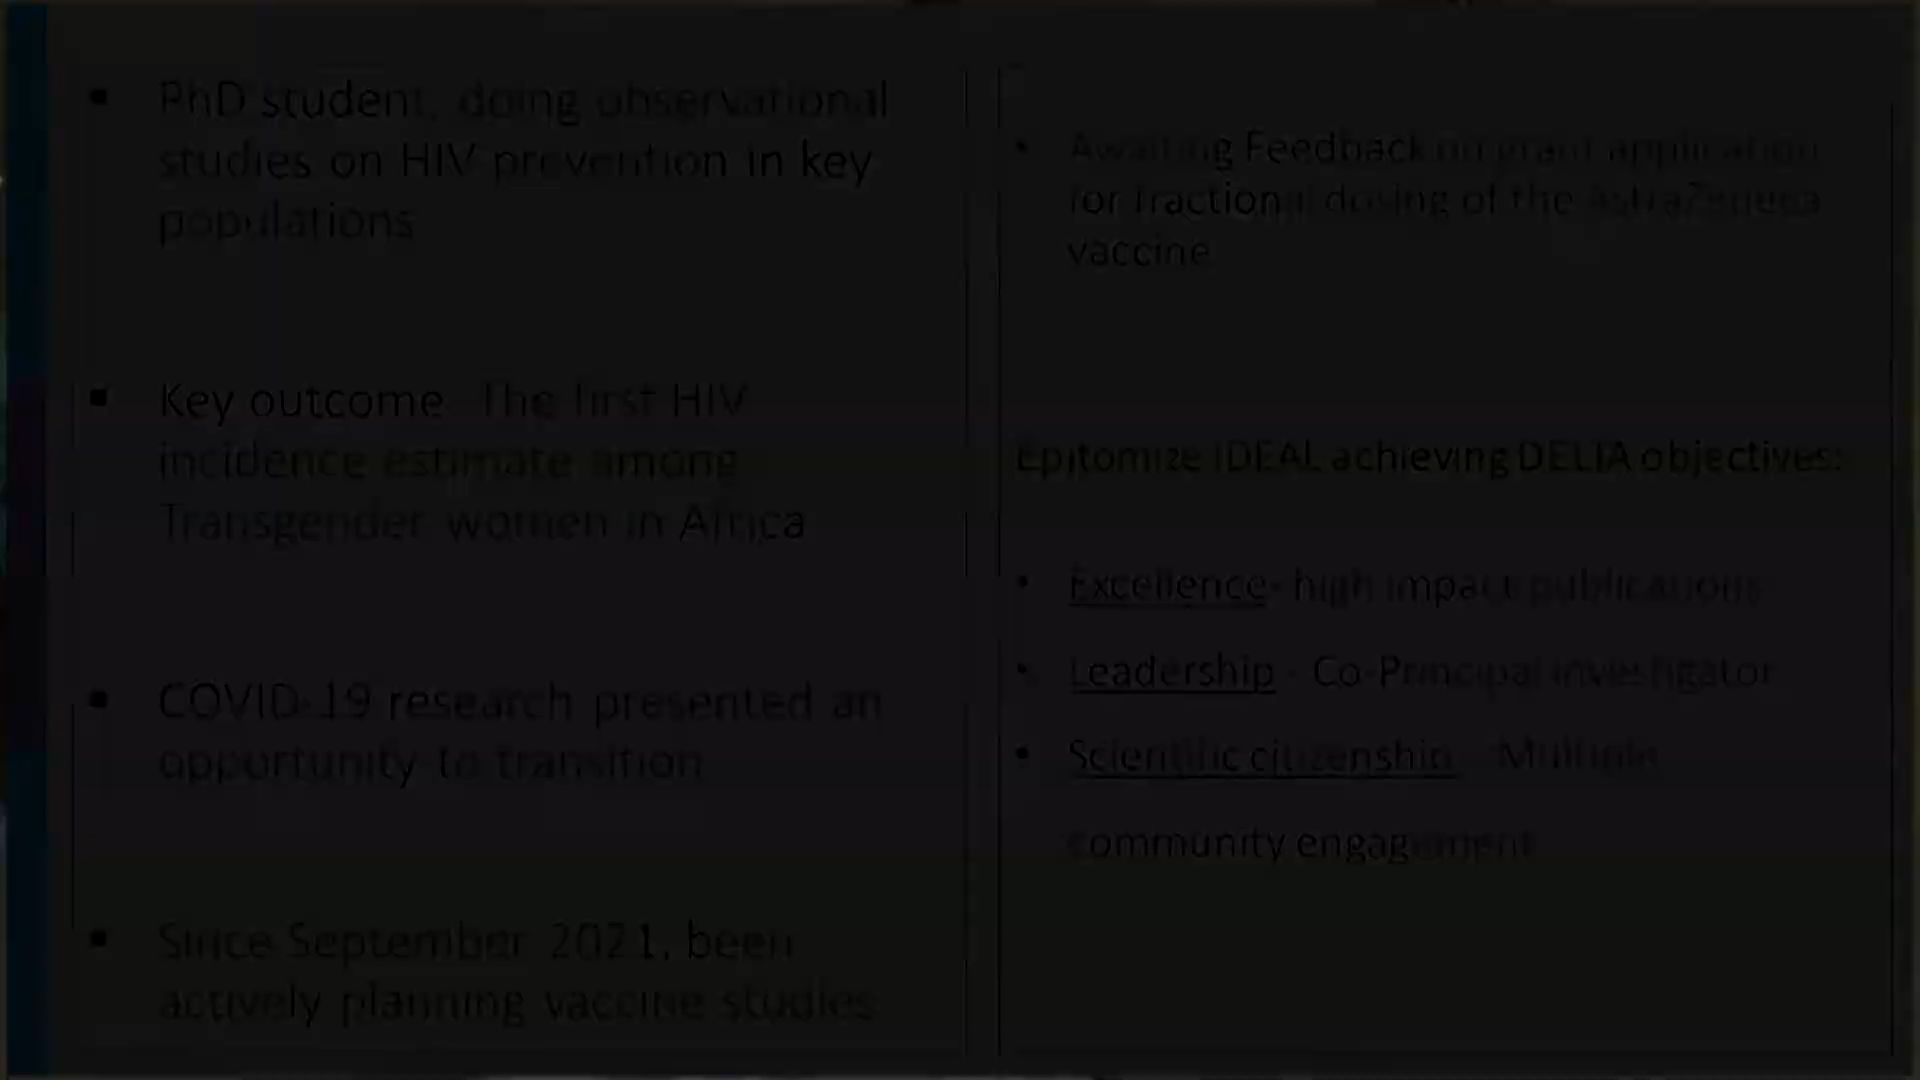 PhD student, doing observational
studies on HIV prevention in key
populations
Key outcome The first HIV
incidence estimate among
Transgender women in Africa
COVID-19 research presented an
opportunity to transition
Since September 2021, been
actively planning vaccine studies
Awaiting Feedback on grant application
for fractional dosing of the AstraZeneca
vaccine
Epitomize IDEAL achieving DELTA objectives:
Excellence- high impact publications
Leadership - Co-Principal investigator
Scientific citizenship - Multiple
community engagement